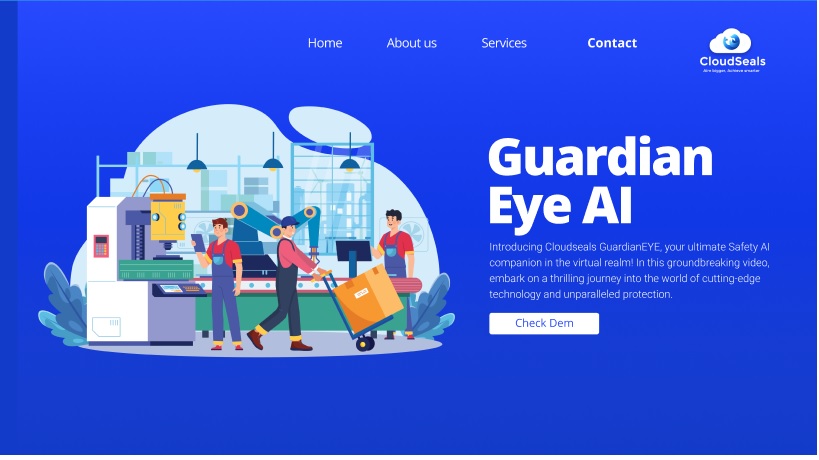 Home About us Services Contact
CloudSeals
Aim bigger, Achieve smarter
Guardian
Eye AI
Introducing Cloudseals GuardianEYE, your ultimate Safety AI
companion in the virtual realm! In this groundbreaking video,
embark on a thrilling journey into the world of cutting-edge
technology and unparalleled protection.
Check Dem